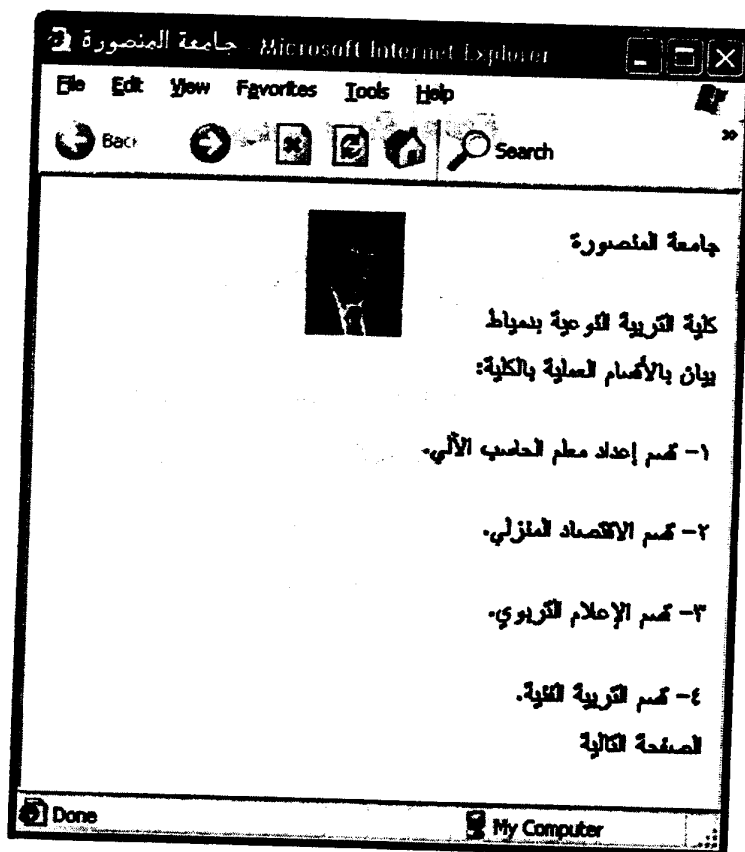 جامعة المنصورة - Microsoft Internet Explorer
File Edit View Favorites Tools Help
Back Search »
جامعة المنصورة
كلية التربية النوعية بدمياط
بيان بالأقسام العملية بالكلية:
١- قسم إعداد معلم الحاسب الآلي.
٢- قسم الاقتصاد المنزلي.
٣- قسم الإعلام التربوي.
٤- قسم التربية الفنية.
الصفحة التالية
Done My Computer